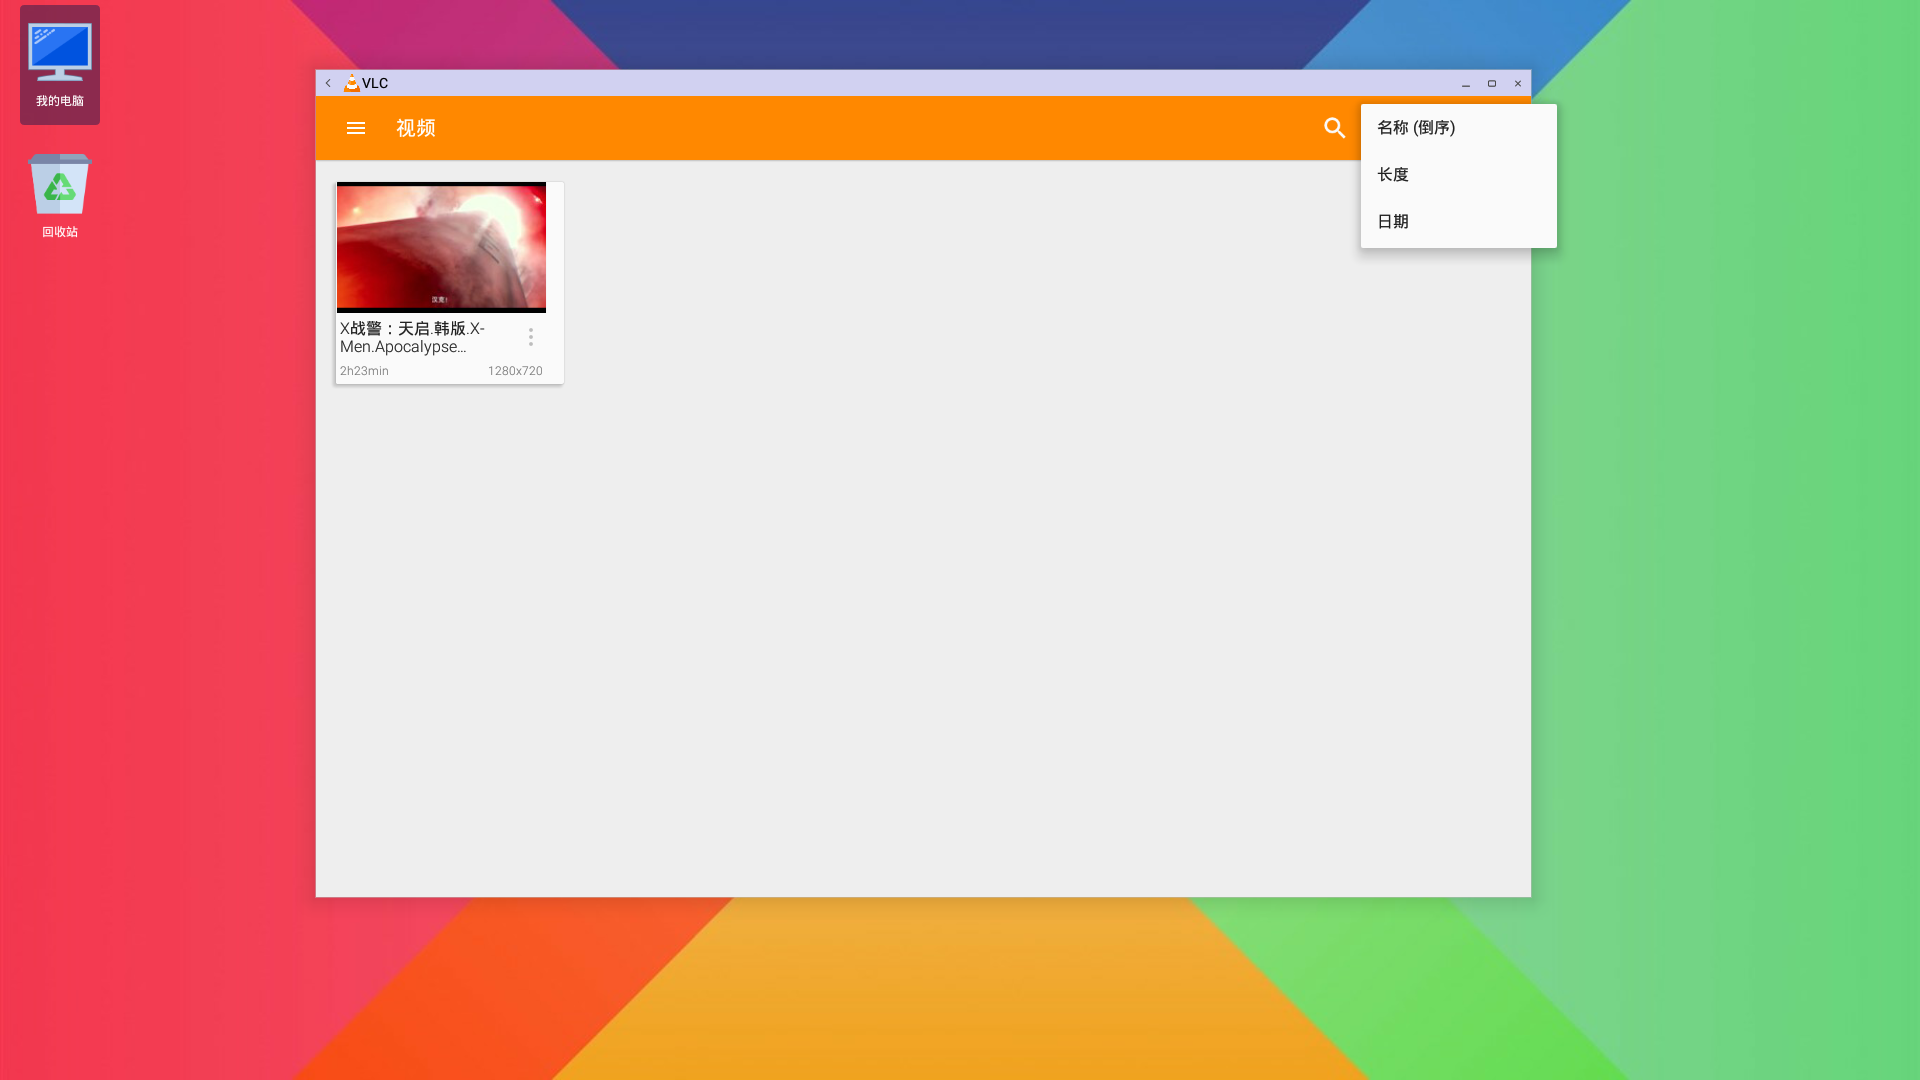 我的电脑
回收站
VLC
视频
名称 (倒序)
长度
日期
X战警：天启.韩版.X-
Men.Apocalypse...
2h23min
1280x720